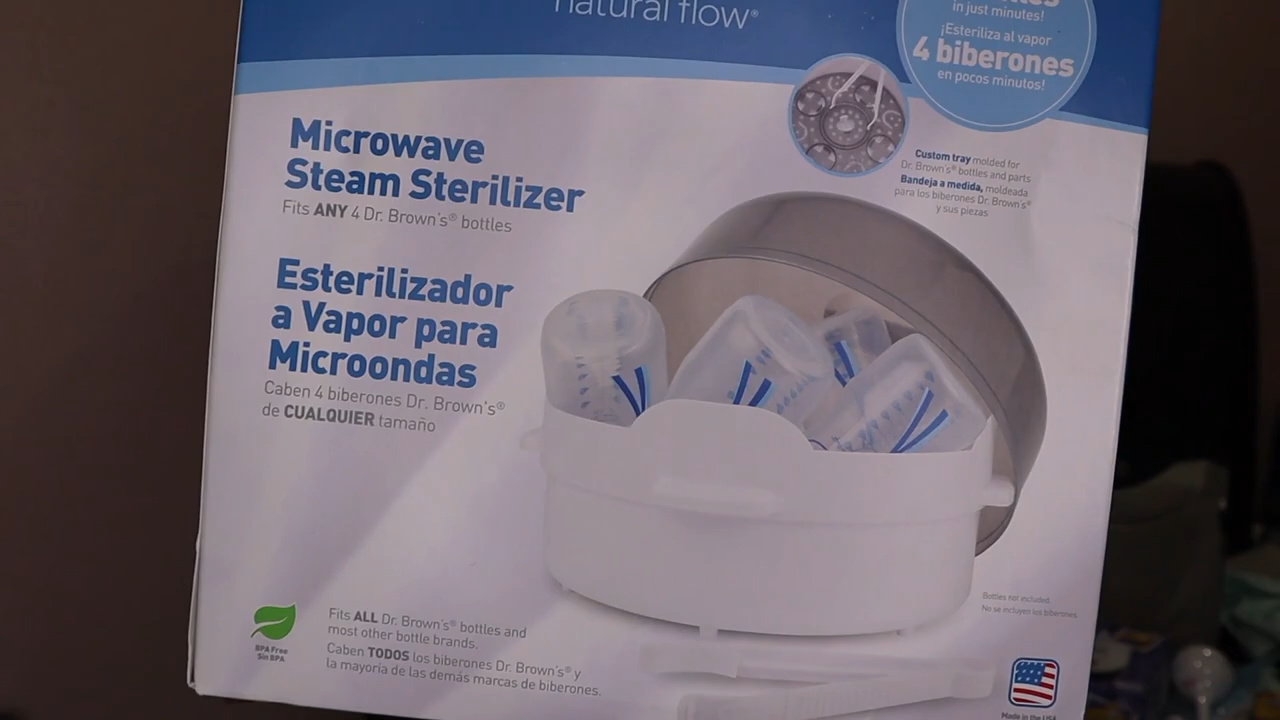 natural flow®
in just minutes!
¡Esteriliza al vapor
4 biberones
en pocos minutos!
Custom tray molded for
Dr. Brown's® bottles and parts
Bandeja a medida, moldeada
para los biberones Dr. Brown's®
y sus piezas
Microwave
Steam Sterilizer
Fits ANY 4 Dr. Brown's® bottles
Esterilizador
a Vapor para
Microondas
Caben 4 biberones Dr. Brown's®
de CUALQUIER tamaño
Bottles not included.
No se incluyen los biberones.
BPA Free
Sin BPA
Fits ALL Dr. Brown's® bottles and
most other bottle brands.
Caben TODOS los biberones Dr. Brown's® y
la mayoría de las demás marcas de biberones.
Made in the USA